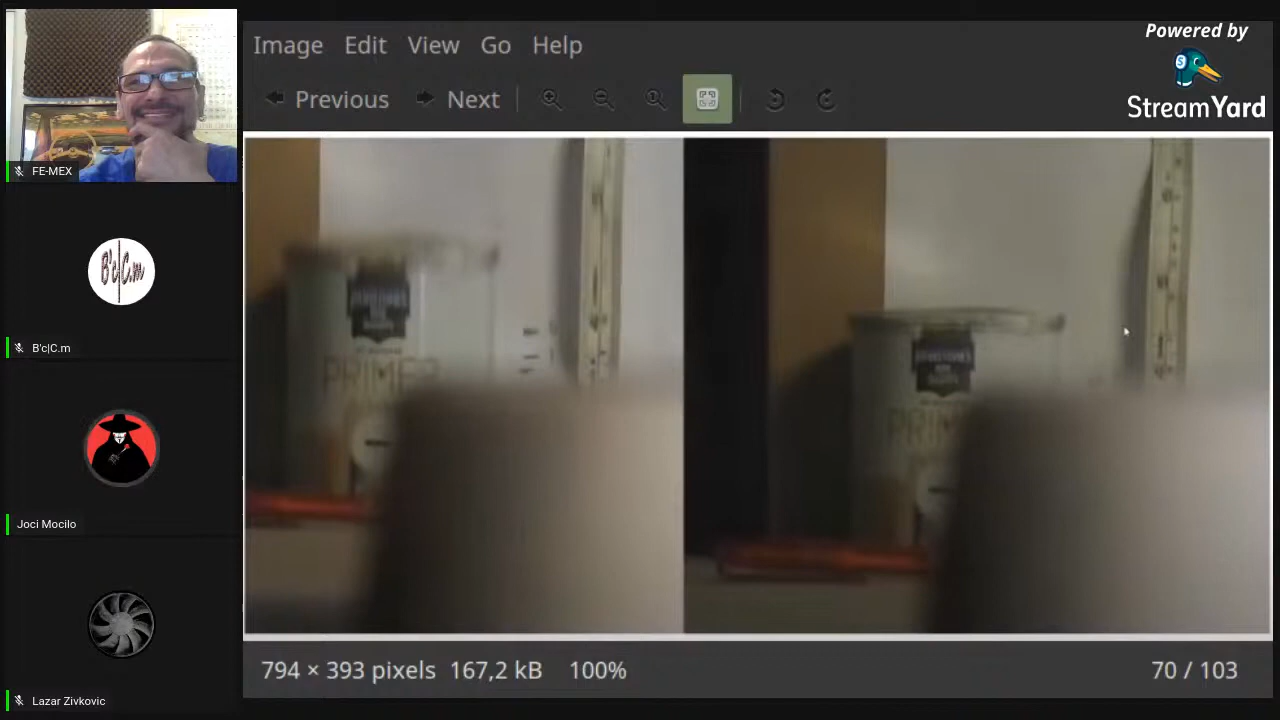 Image Edit View Go Help
Previous Next
Powered by
StreamYard
FE-MEX
B'c|C.m
B'c|C.m
Joci Mocilo
Lazar Zivkovic
PRIMER
794 × 393 pixels 167,2 kB 100%
70 / 103